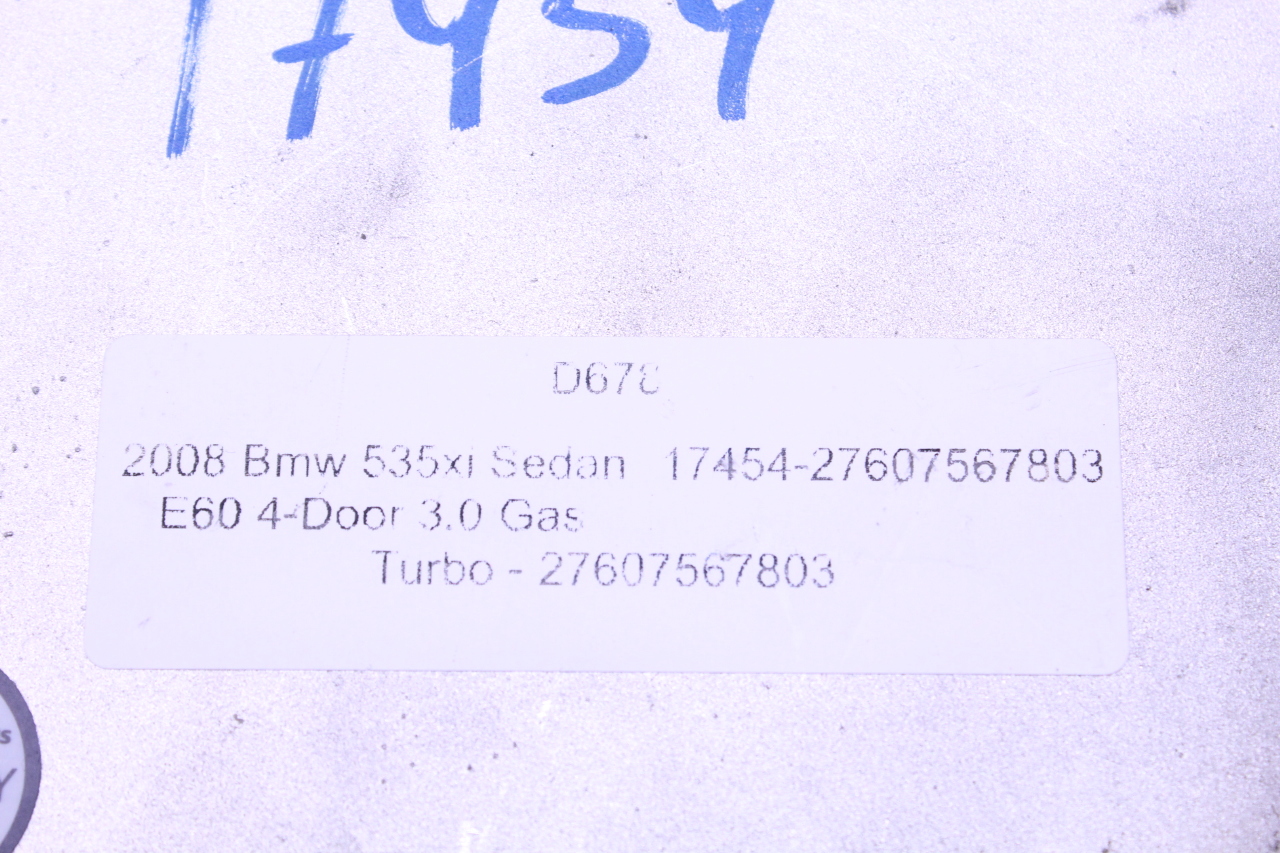 17454
D678
2008 Bmw 535xi Sedan 17454-27607567803
E60 4-Door 3.0 Gas
Turbo - 27607567803